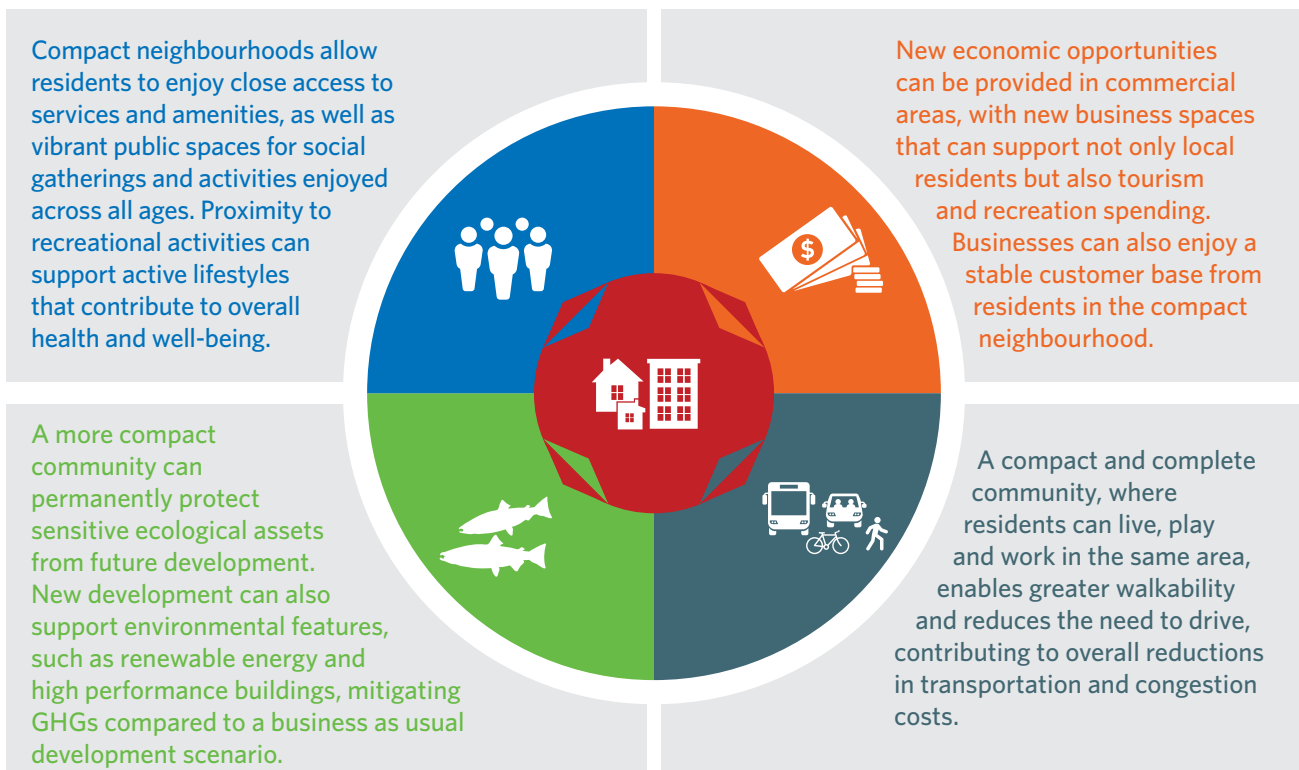 Compact neighbourhoods allow
residents to enjoy close access to
services and amenities, as well as
vibrant public spaces for social
gatherings and activities enjoyed
across all ages. Proximity to
recreational activities can
support active lifestyles
that contribute to overall
health and well-being.
New economic opportunities
can be provided in commercial
areas, with new business spaces
that can support not only local
residents but also tourism
and recreation spending.
Businesses can also enjoy a
stable customer base from
residents in the compact
neighbourhood.
$
A more compact
community can
permanently protect
sensitive ecological assets
from future development.
New development can also
support environmental features,
such as renewable energy and
high performance buildings, mitigating
GHGs compared to a business as usual
development scenario.
A compact and complete
community, where
residents can live, play
and work in the same area,
enables greater walkability
and reduces the need to drive,
contributing to overall reductions
in transportation and congestion
costs.